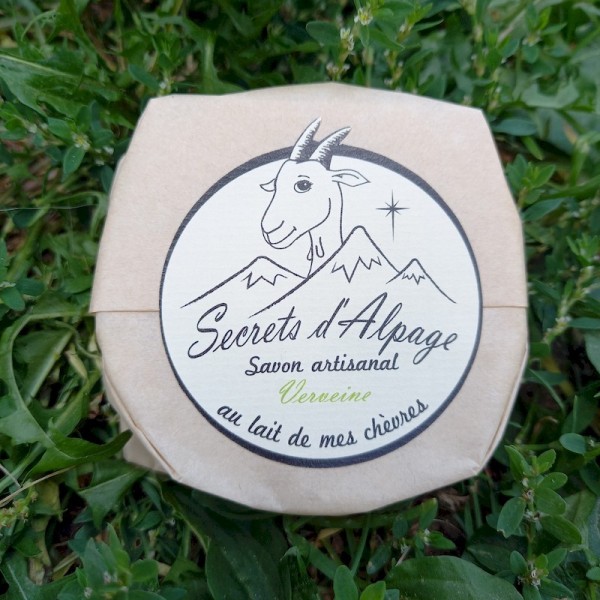 Secrets d'Alpage
Savon artisanal
Verveine
au lait de mes chèvres